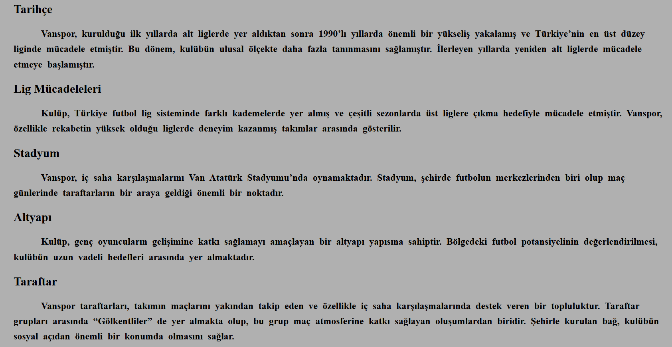 Tarihçe
Vanspor, kurulduğu ilk yıllarda alt liglerde yer aldıktan sonra 1990’lı yıllarda önemli bir yükseliş yakalamış ve Türkiye’nin en üst düzey
liginde mücadele etmiştir. Bu dönem, kulübün ulusal ölçekte daha fazla tanınmasını sağlamıştır. İlerleyen yıllarda yeniden alt liglerde mücadele
etmeye başlamıştır.
Lig Mücadeleleri
Kulüp, Türkiye futbol lig sisteminde farklı kademelerde yer almış ve çeşitli sezonlarda üst liglere çıkma hedefiyle mücadele etmiştir. Vanspor,
özellikle rekabetin yüksek olduğu liglerde deneyim kazanmış takımlar arasında gösterilir.
Stadyum
Vanspor, iç saha karşılaşmalarını Van Atatürk Stadyumu’nda oynamaktadır. Stadyum, şehirde futbolun merkezlerinden biri olup maç
günlerinde taraftarların bir araya geldiği önemli bir noktadır.
Altyapı
Kulüp, genç oyuncuların gelişimine katkı sağlamayı amaçlayan bir altyapı yapısına sahiptir. Bölgedeki futbol potansiyelinin değerlendirilmesi,
kulübün uzun vadeli hedefleri arasında yer almaktadır.
Taraftar
Vanspor taraftarları, takımın maçlarını yakından takip eden ve özellikle iç saha karşılaşmalarında destek veren bir topluluktur. Taraftar
grupları arasında “Gölkentliler” de yer almakta olup, bu grup maç atmosferine katkı sağlayan oluşumlardan biridir. Şehirle kurulan bağ, kulübün
sosyal açıdan önemli bir konumda olmasını sağlar.